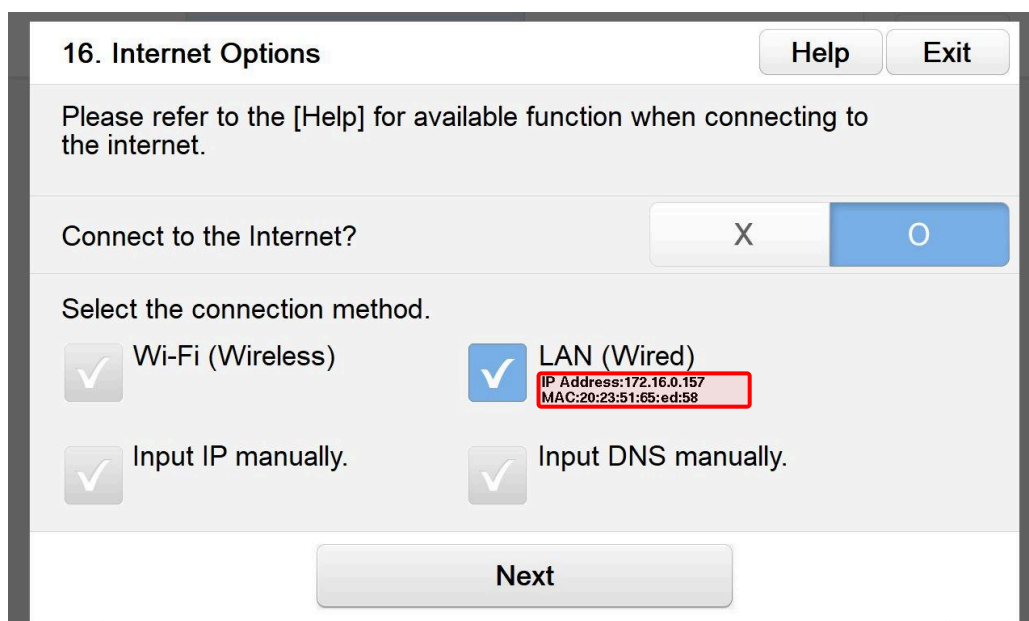 16. Internet Options
Help
Exit
Please refer to the [Help] for available function when connecting to
the internet.
Connect to the Internet?
X
O
Select the connection method.
Wi-Fi (Wireless)
LAN (Wired)
IP Address:172.16.0.157
MAC:20:23:51:65:ed:58
Input IP manually.
Input DNS manually.
Next